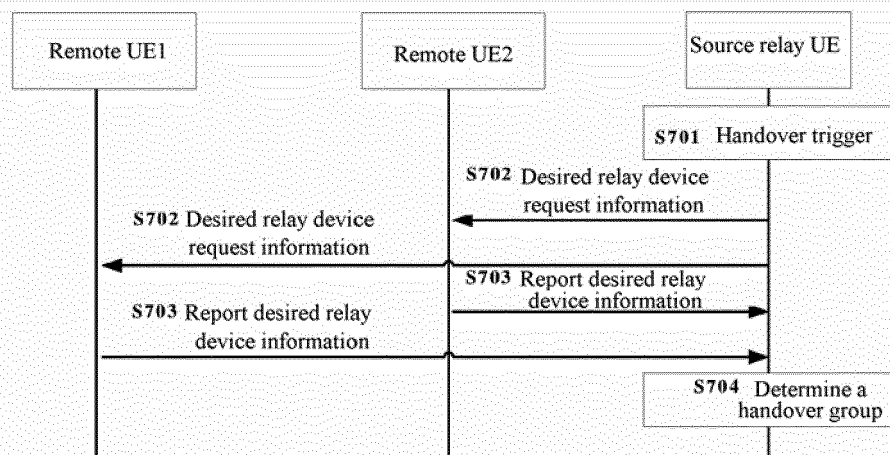 Remote UE1
Remote UE2
Source relay UE
S701 Handover trigger
S702 Desired relay device
request information
S702 Desired relay device
request information
S703 Report desired relay
device information
S703 Report desired relay
device information
S704 Determine a
handover group